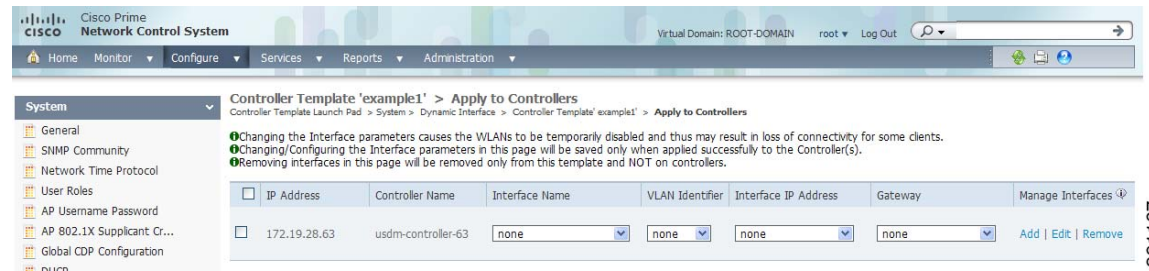 Cisco Prime
CISCO Network Control System
Virtual Domain: ROOT-DOMAIN root Log Out
Home Monitor Configure Services Reports Administration
System
General
SNMP Community
Network Time Protocol
User Roles
AP Username Password
AP 802.1X Supplicant Cr...
Global CDP Configuration
DHCP
Controller Template 'example1' > Apply to Controllers
Controller Template Launch Pad > System > Dynamic Interface > Controller Template' example1' > Apply to Controllers
Changing the Interface parameters causes the WLANs to be temporarily disabled and thus may result in loss of connectivity for some clients.
Changing/Configuring the Interface parameters in this page will be saved only when applied successfully to the Controller(s).
Removing interfaces in this page will be removed only from this template and NOT on controllers.
IP Address Controller Name Interface Name VLAN Identifier Interface IP Address Gateway Manage Interfaces
172.19.28.63 usdm-controller-63 none none none none Add | Edit | Remove